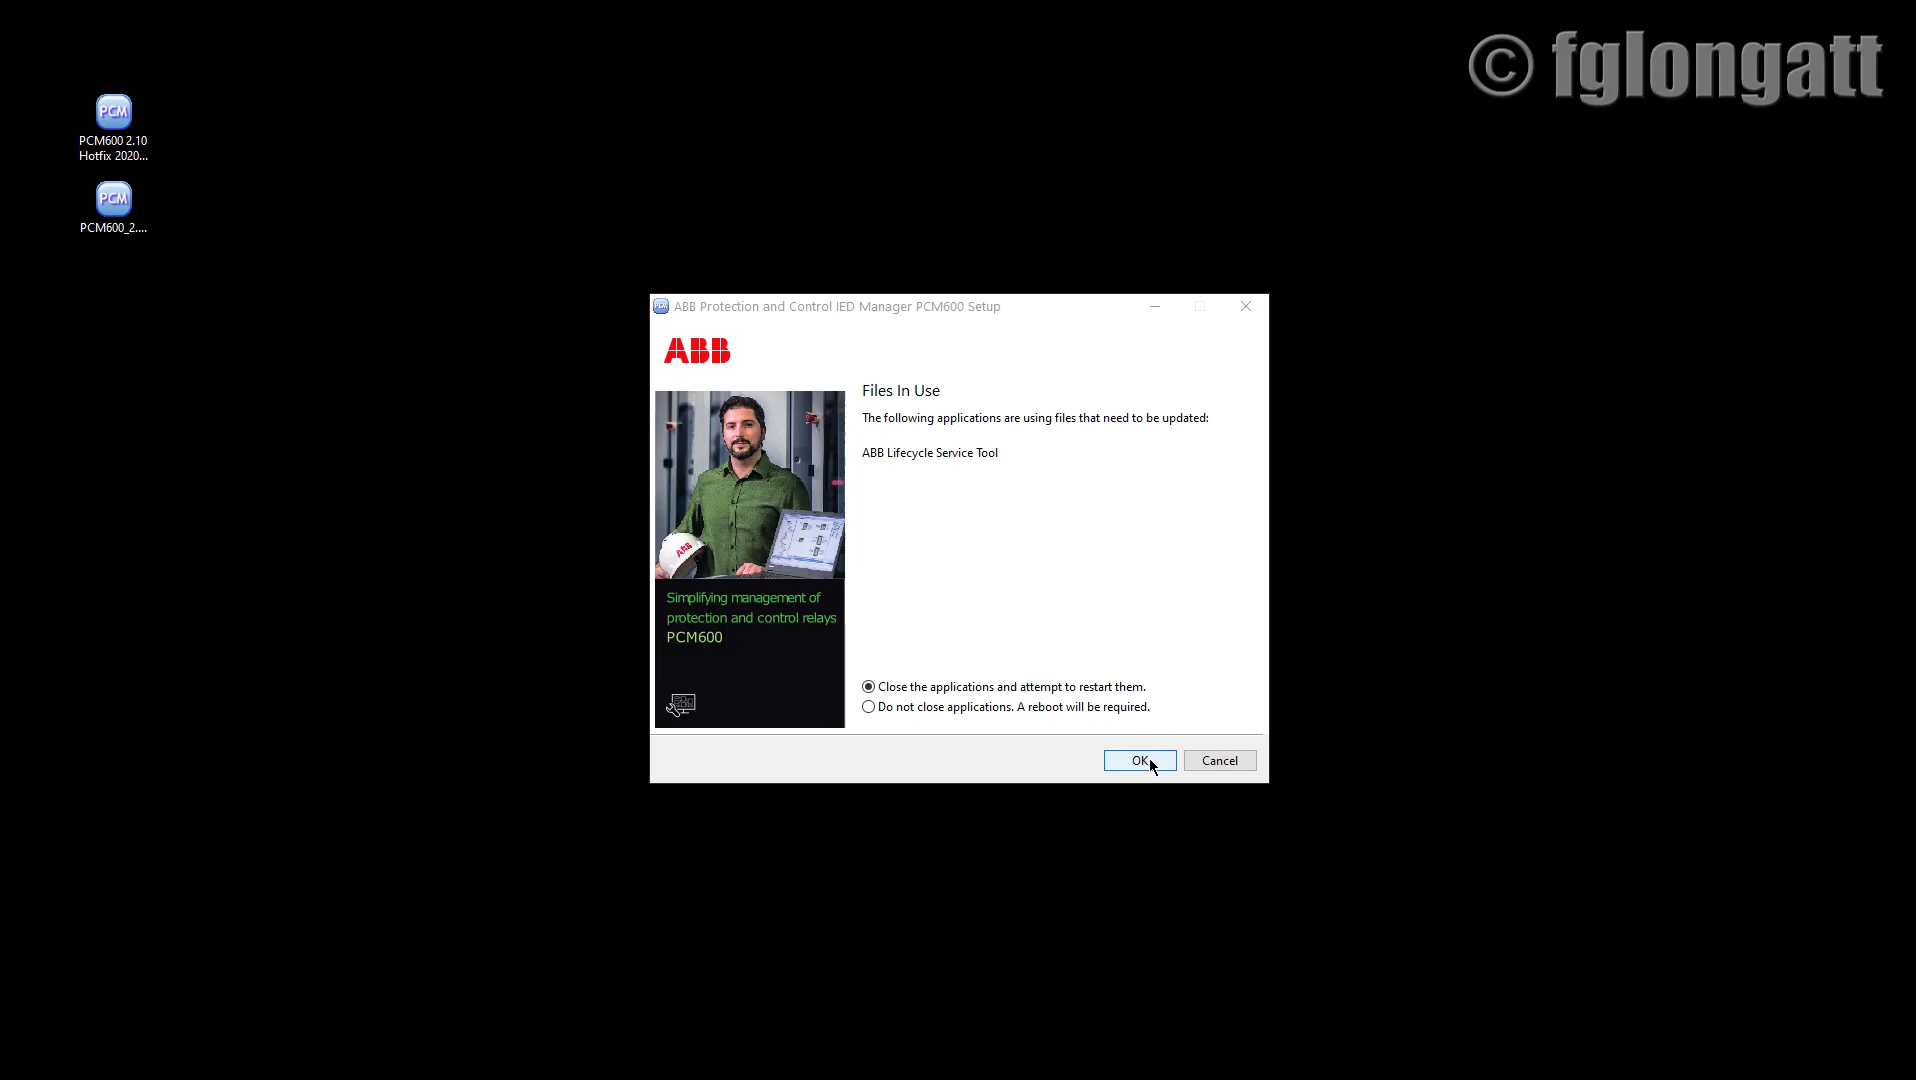 © fglongatt
PCM
PCM600 2.10
Hotfix 2020...
PCM
PCM600_2....
ABB Protection and Control IED Manager PCM600 Setup
ABB
Files In Use
The following applications are using files that need to be updated:
ABB Lifecycle Service Tool
ABB
Simplifying management of
protection and control relays
PCM600
Close the applications and attempt to restart them.
Do not close applications. A reboot will be required.
OK
Cancel